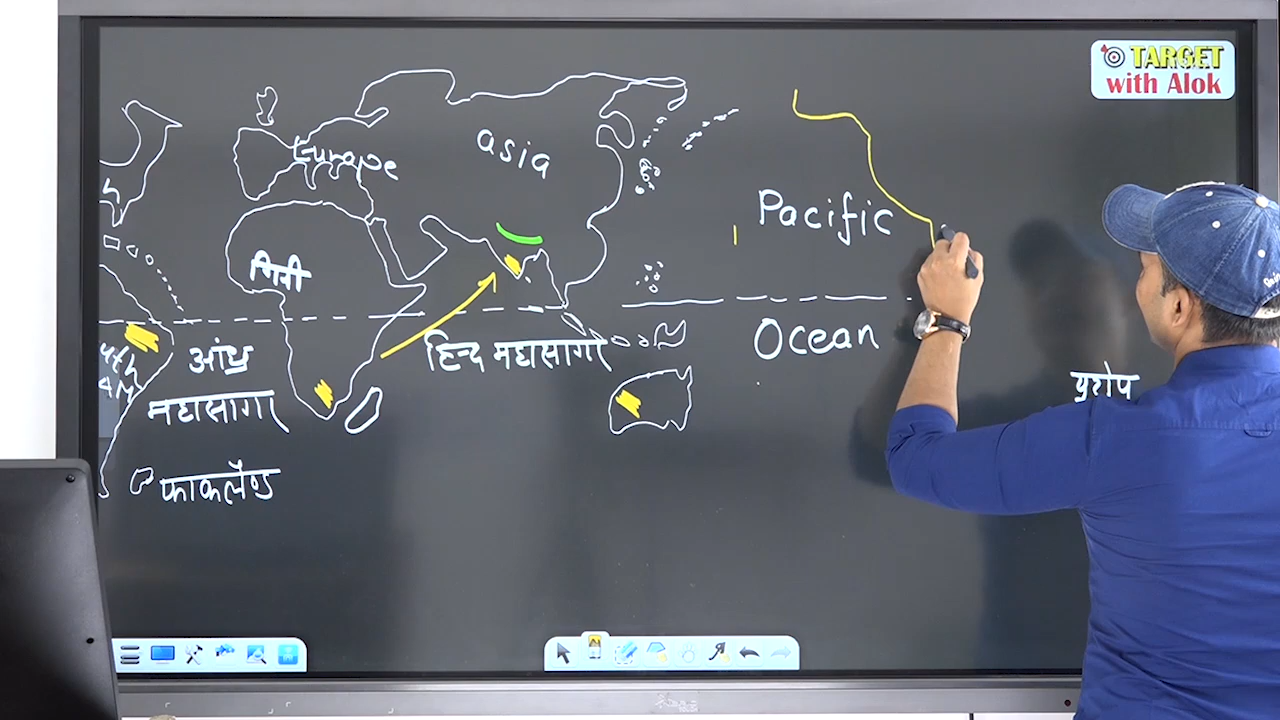 TARGET
with Alok
Europe
asia
Pacific
Ocean
गिनी
आंध्र
महासागर
हिन्द महासागर
फाकलैण्ड
यूरोप